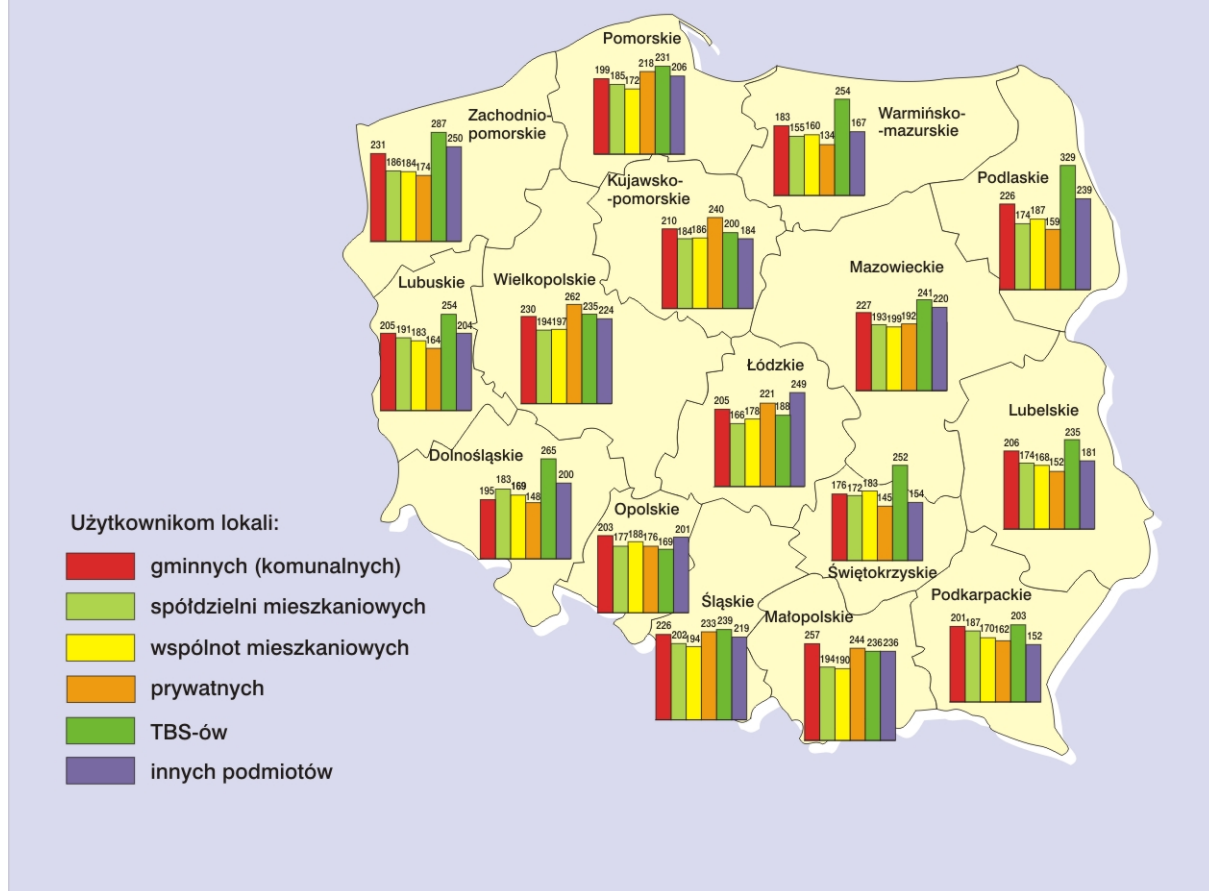 Pomorskie
199 185 172 218 231 206
Zachodnio-
pomorskie
231 186 184 174 287 250
Warmińsko-
-mazurskie
183 155 160 134 254 167
Podlaskie
226 174 187 159 329 239
Kujawsko-
-pomorskie
210 184 186 240 200 184
Lubuskie
205 191 183 164 254 204
Wielkopolskie
230 194 197 262 235 224
Mazowieckie
227 193 199 192 241 220
Łódzkie
205 166 178 221 188 249
Lubelskie
206 174 168 152 235 181
Dolnośląskie
195 183 169 148 265 200
Opolskie
203 177 188 176 169 201
176 172 183 145 252 154
Świętokrzyskie
Śląskie
226 202 194 233 239 219
Małopolskie
257 194 190 244 236 236
Podkarpackie
201 187 170 162 203 152
Użytkownikom lokali:
gminnych (komunalnych)
spółdzielni mieszkaniowych
wspólnot mieszkaniowych
prywatnych
TBS-ów
innych podmiotów